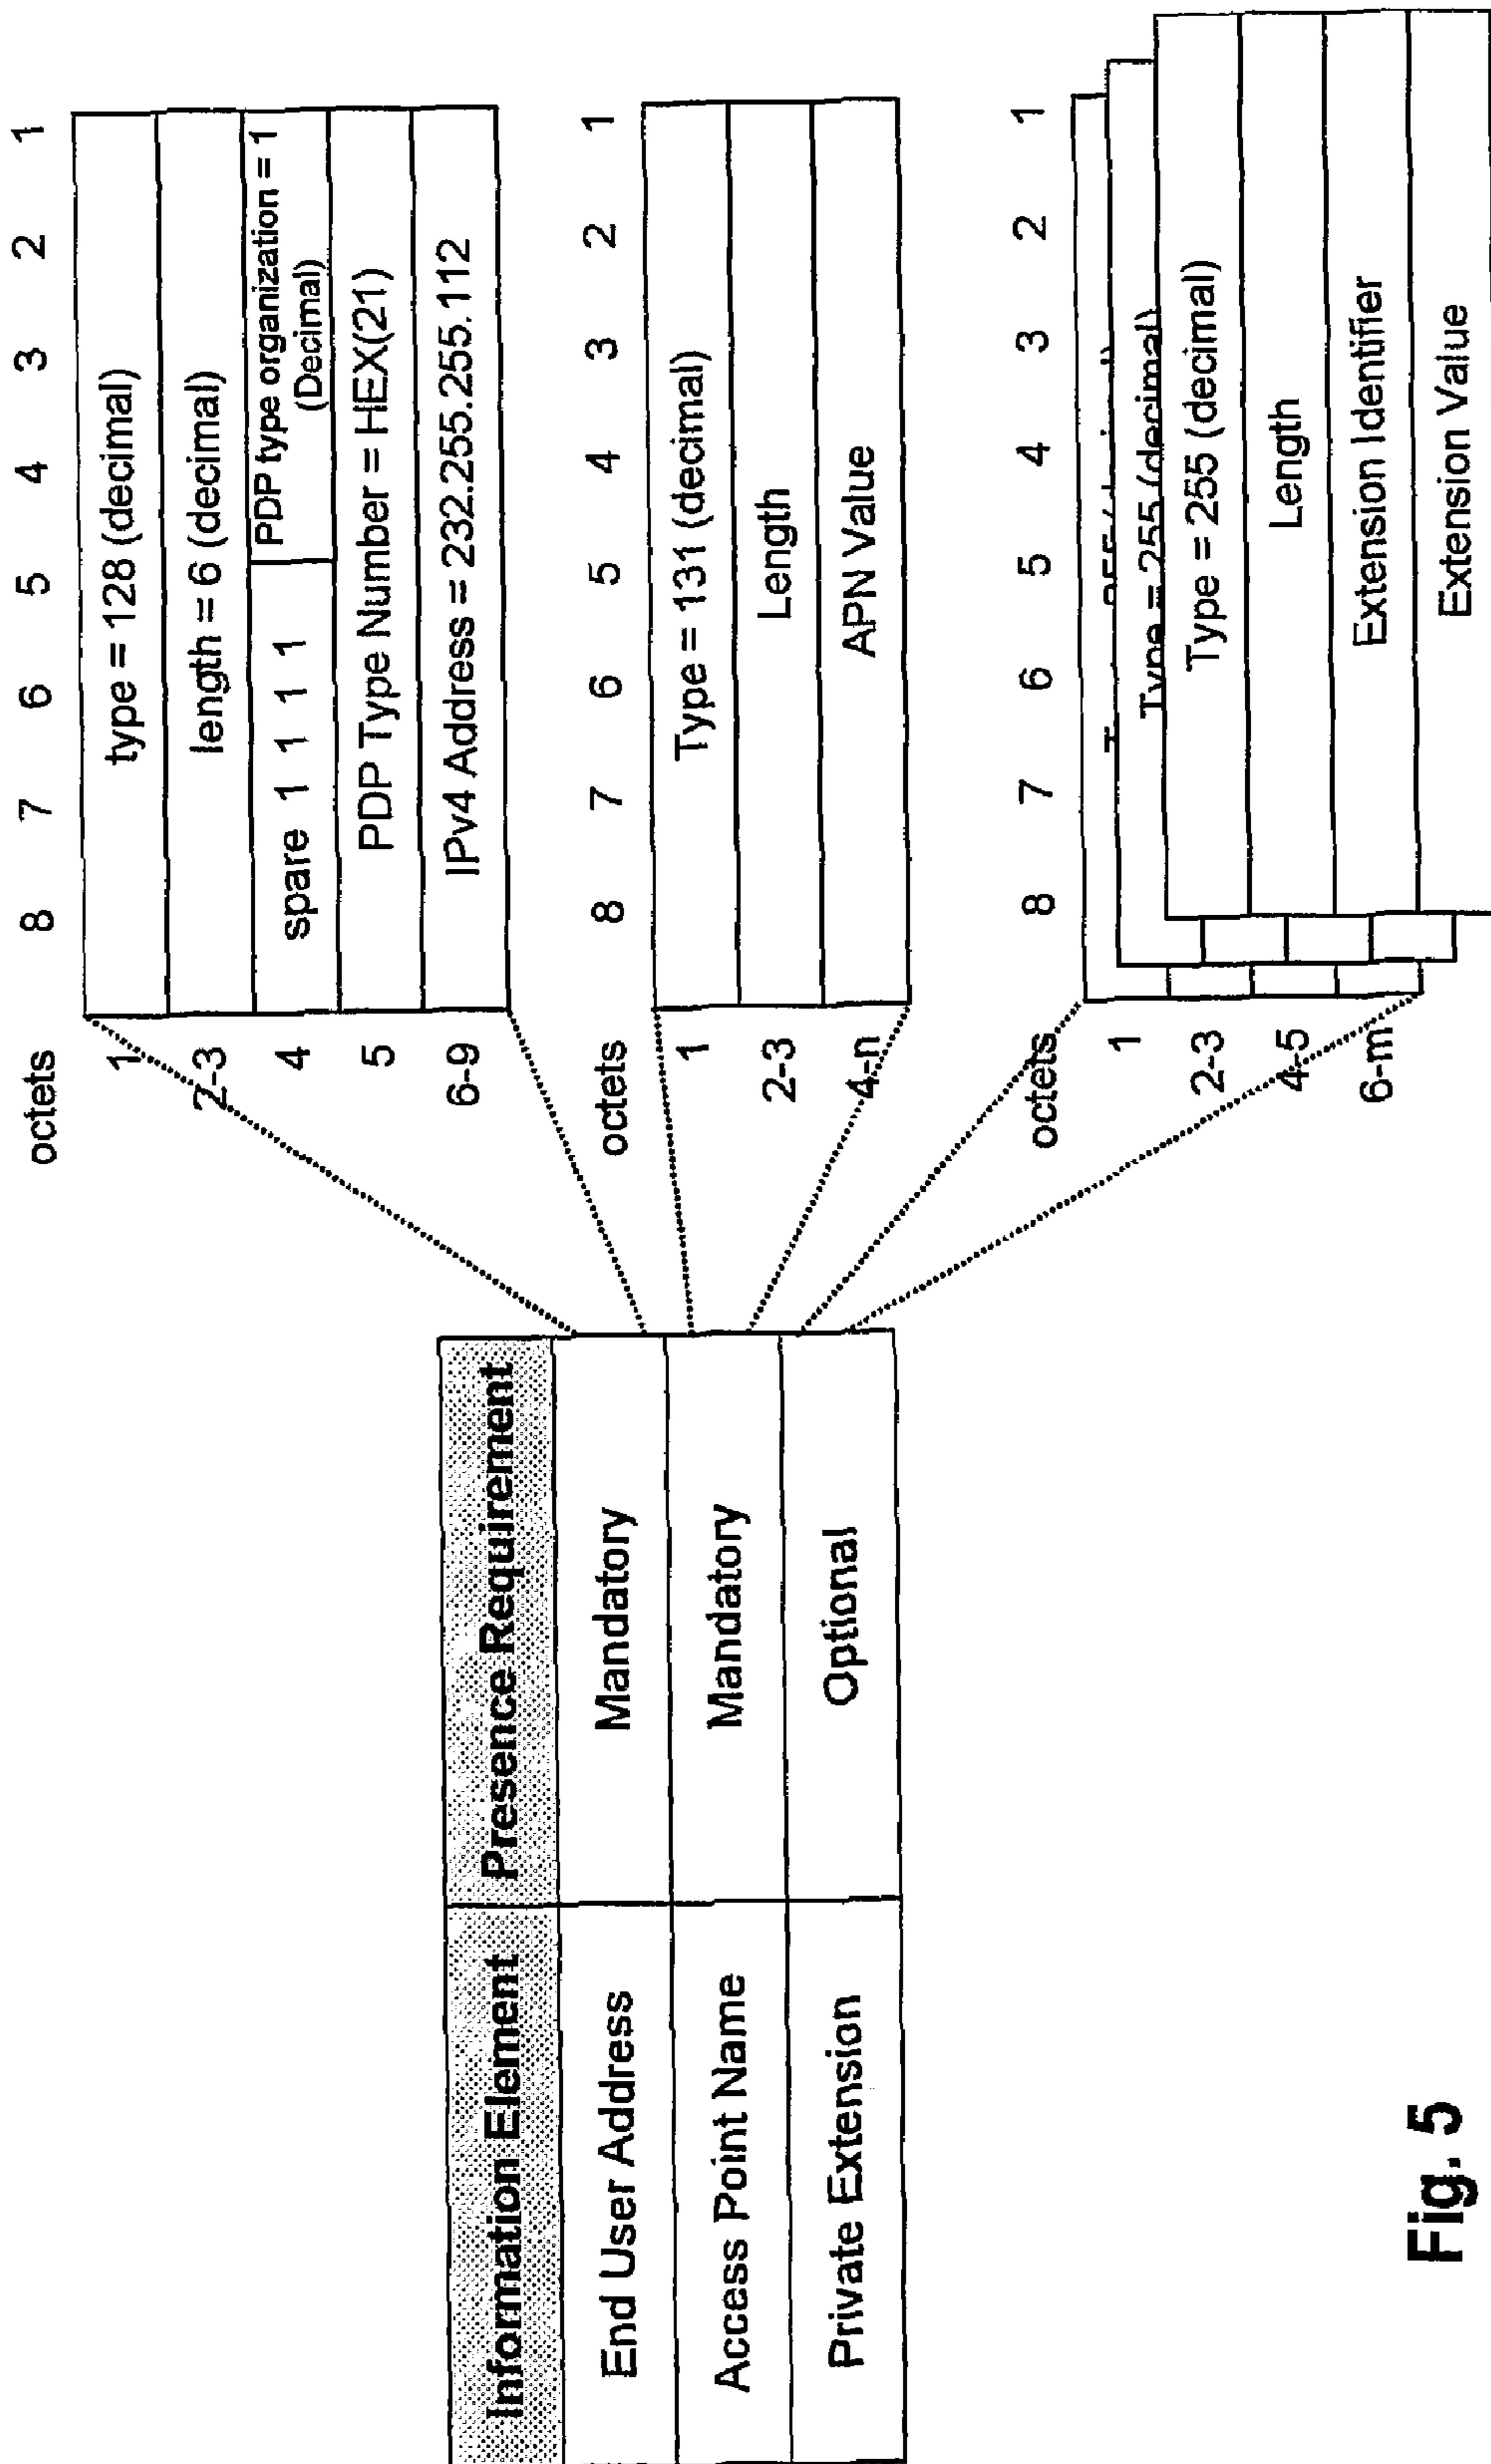 octets 8 7 6 5 4 3 2 1
1 type = 128 (decimal)
2-3 length = 6 (decimal)
4 spare 1 1 1 1 PDP type organization = 1
(Decimal)
5 PDP Type Number = HEX(21)
6-9 IPv4 Address = 232.255.255.112
Information Element Presence Requirement
End User Address Mandatory
Access Point Name Mandatory
Private Extension Optional
octets 8 7 6 5 4 3 2 1
1 Type = 131 (decimal)
2-3 Length
4-n APN Value
octets 8 7 6 5 4 3 2 1
Type = 255 (decimal)
1 Type = 255 (decimal)
2-3 Length
4-5 Extension Identifier
6-m Extension Value
Fig. 5